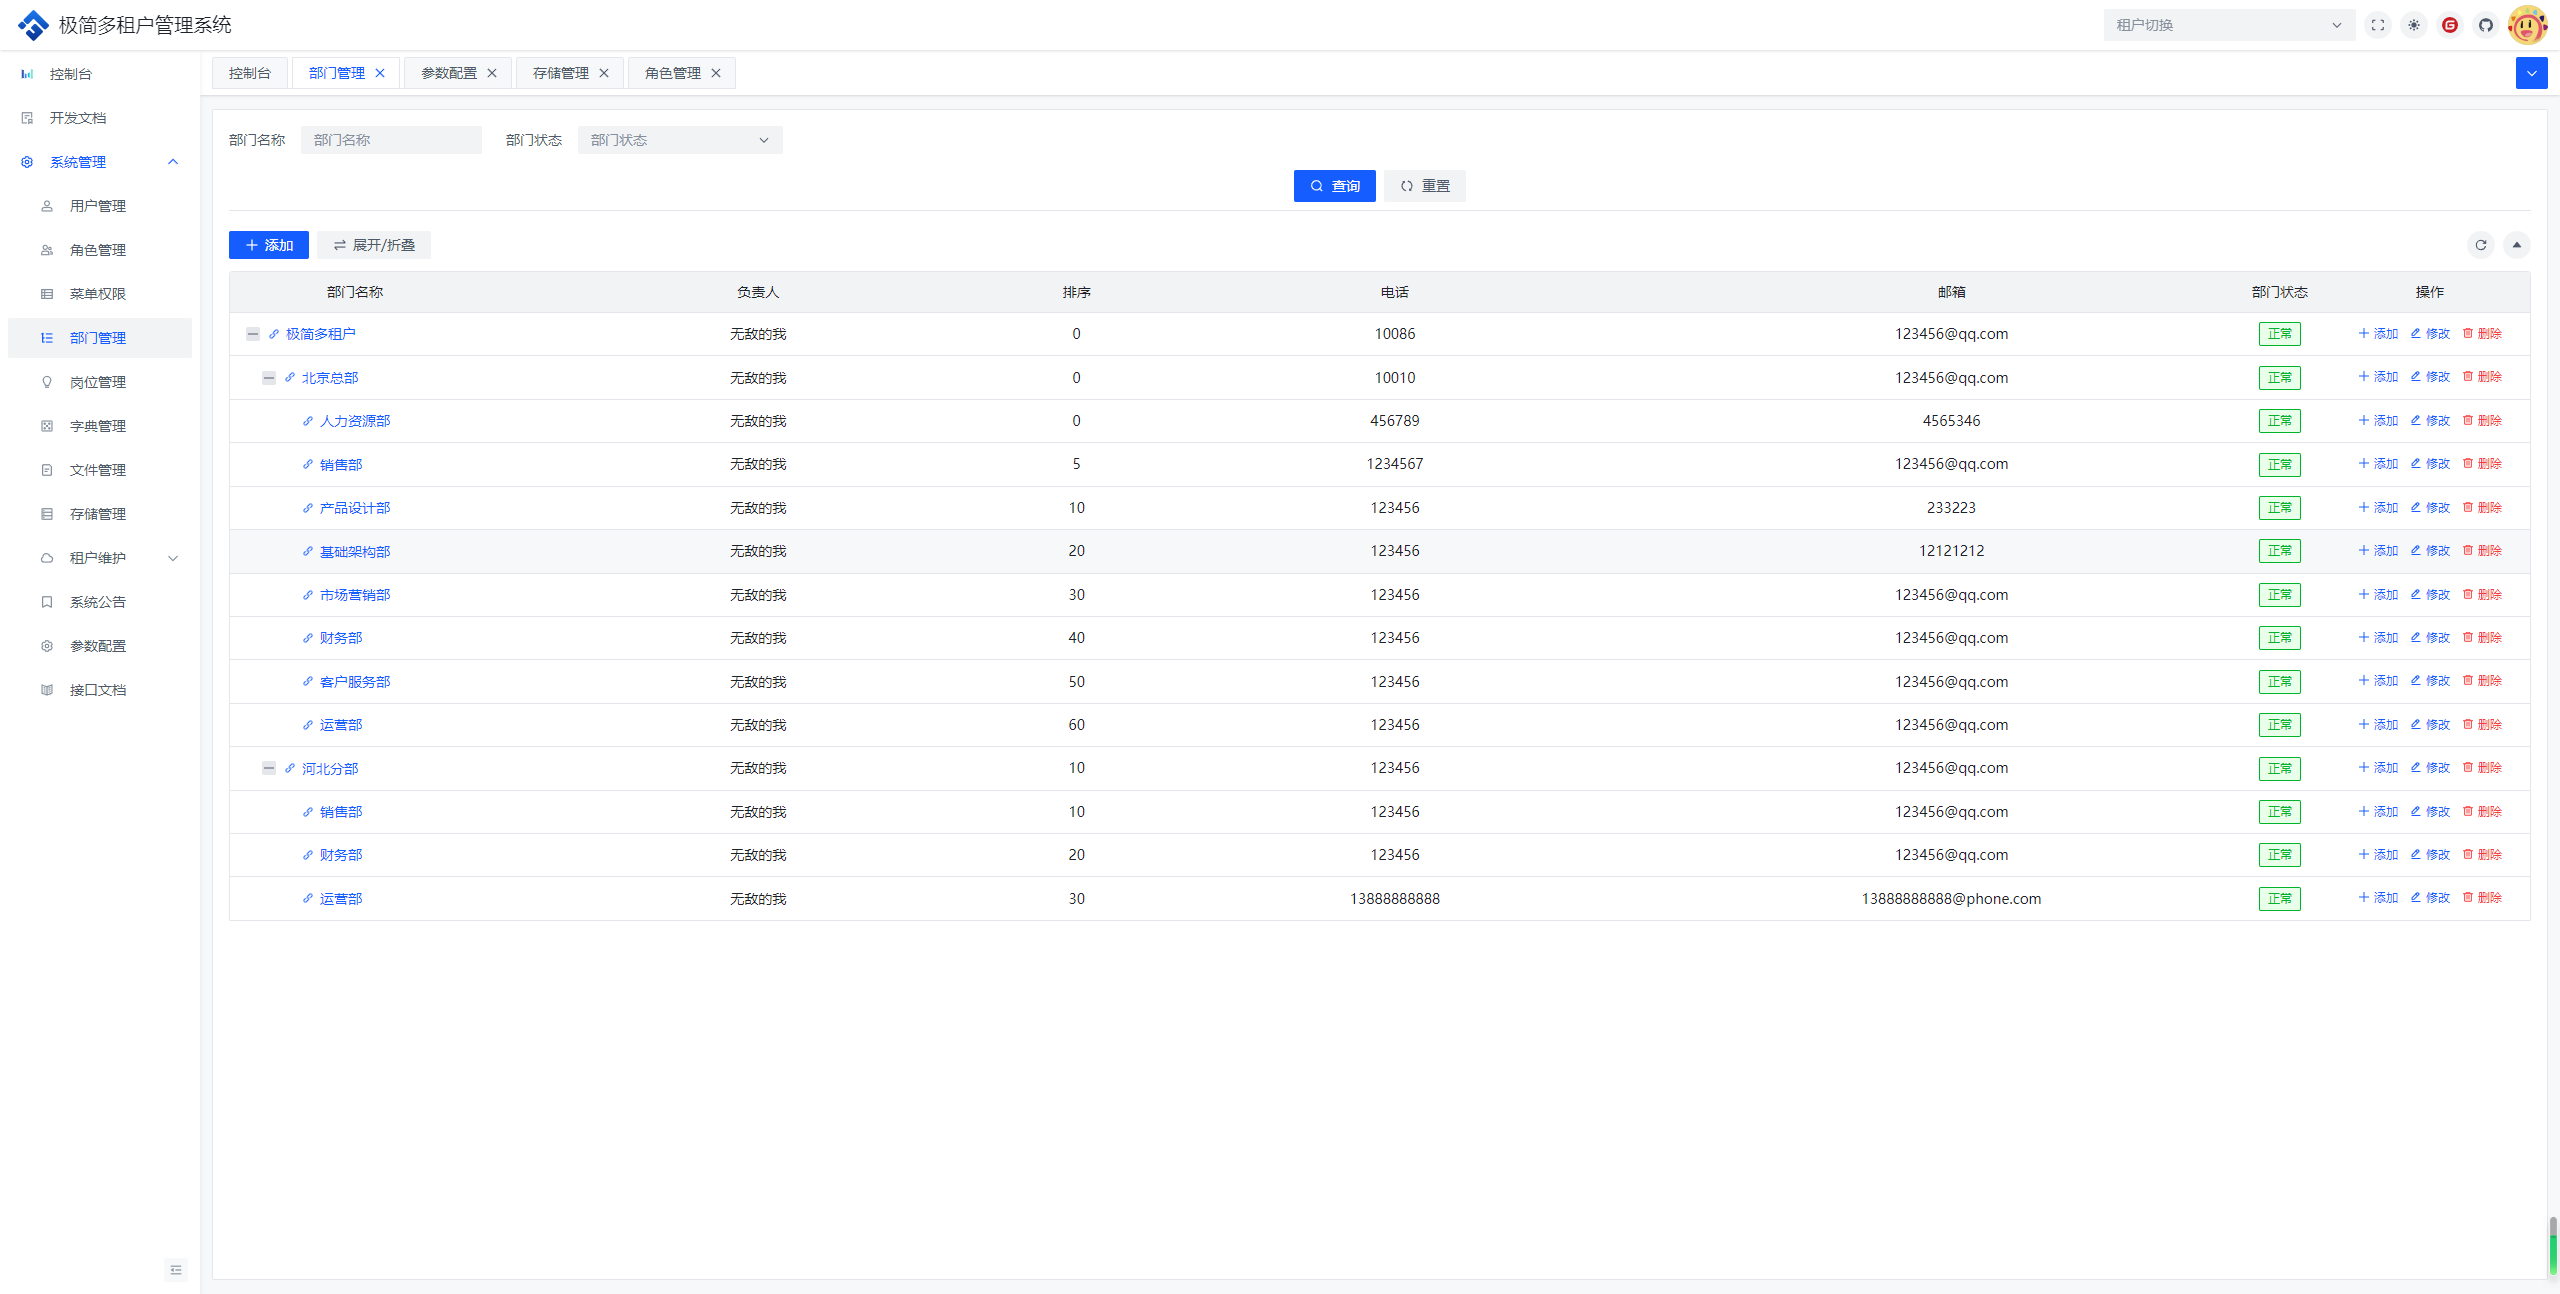 极简多租户管理系统
租户切换
控制台
开发文档
系统管理
用户管理
角色管理
菜单权限
部门管理
岗位管理
字典管理
文件管理
存储管理
租户维护
系统公告
参数配置
接口文档
控制台 部门管理 参数配置 存储管理 角色管理
部门名称 部门名称 部门状态 部门状态
查询 重置
添加 展开/折叠
部门名称 负责人 排序 电话 邮箱 部门状态 操作
极简多租户 无敌的我 0 10086 123456@qq.com 正常 添加 修改 删除
北京总部 无敌的我 0 10010 123456@qq.com 正常 添加 修改 删除
人力资源部 无敌的我 0 456789 4565346 正常 添加 修改 删除
销售部 无敌的我 5 1234567 123456@qq.com 正常 添加 修改 删除
产品设计部 无敌的我 10 123456 233223 正常 添加 修改 删除
基础架构部 无敌的我 20 123456 12121212 正常 添加 修改 删除
市场营销部 无敌的我 30 123456 123456@qq.com 正常 添加 修改 删除
财务部 无敌的我 40 123456 123456@qq.com 正常 添加 修改 删除
客户服务部 无敌的我 50 123456 123456@qq.com 正常 添加 修改 删除
运营部 无敌的我 60 123456 123456@qq.com 正常 添加 修改 删除
河北分部 无敌的我 10 123456 123456@qq.com 正常 添加 修改 删除
销售部 无敌的我 10 123456 123456@qq.com 正常 添加 修改 删除
财务部 无敌的我 20 123456 123456@qq.com 正常 添加 修改 删除
运营部 无敌的我 30 13888888888 13888888888@phone.com 正常 添加 修改 删除